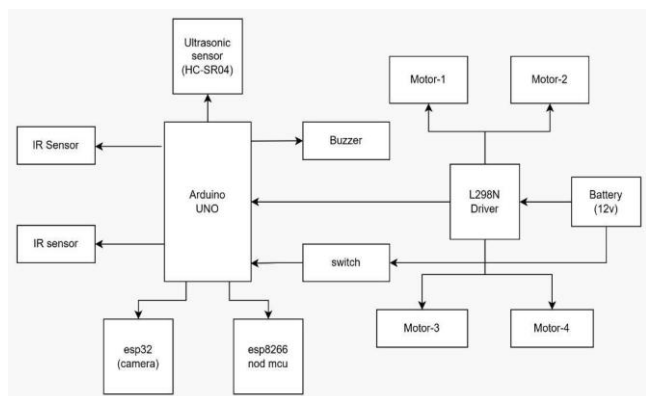 Ultrasonic
sensor
(HC-SR04)
Motor-1
Motor-2
IR Sensor
Buzzer
Arduino
UNO
L298N
Driver
Battery
(12v)
IR sensor
switch
Motor-3
Motor-4
esp32
(camera)
esp8266
nod mcu